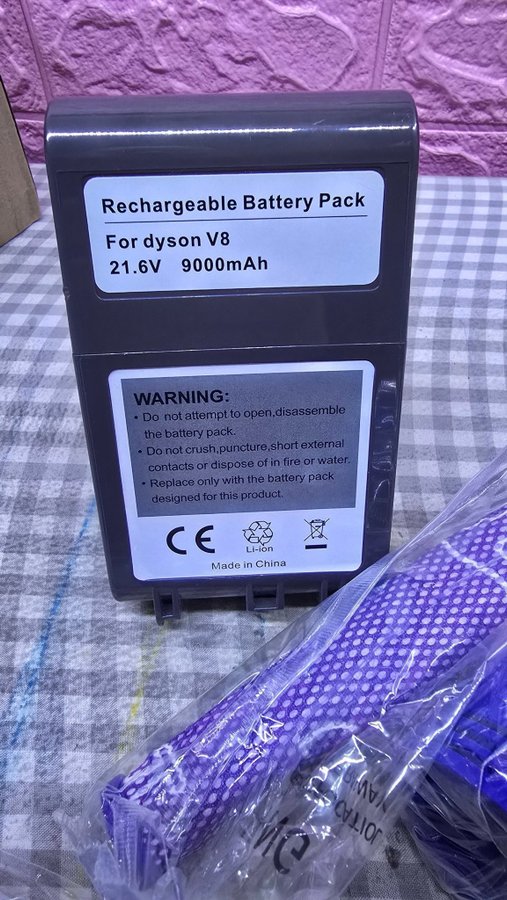 Rechargeable Battery Pack
For dyson V8
21.6V 9000mAh
WARNING:
• Do not attempt to open,disassemble
the battery pack.
• Do not crush,puncture,short external
contacts or dispose of in fire or water.
• Replace only with the battery pack
designed for this product.
CE
Li-ion
Made in China